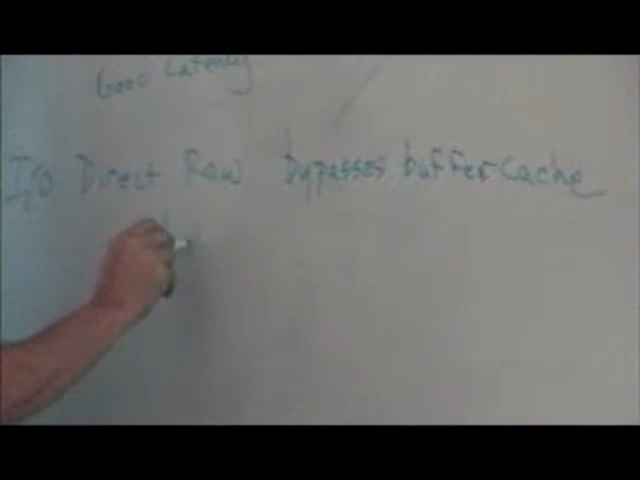 Good Latency
I/O Direct Raw bypasses buffer cache